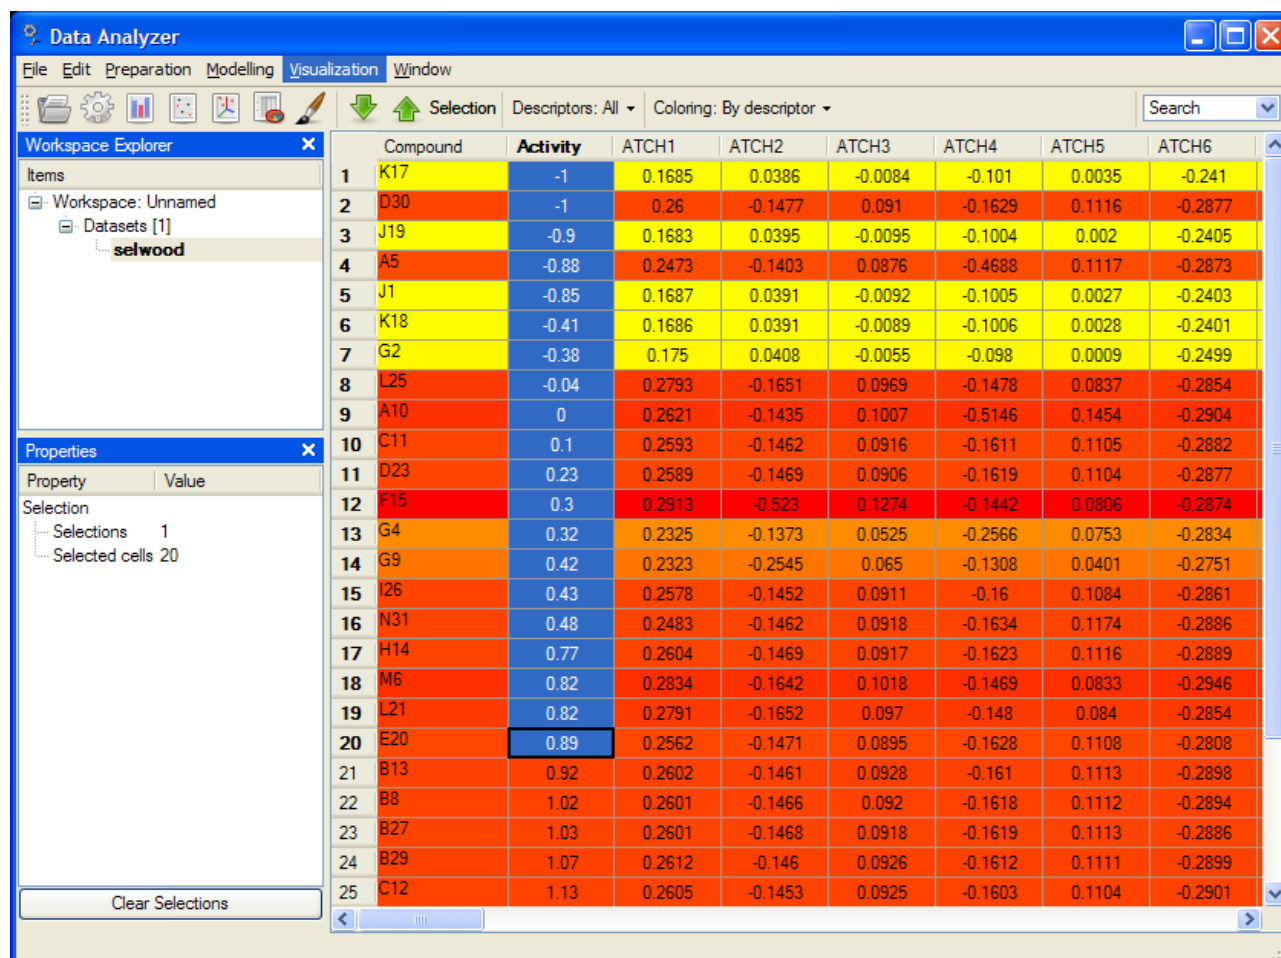 Data Analyzer
File Edit Preparation Modelling Visualization Window
Selection Descriptors: All Coloring: By descriptor Search
Workspace Explorer
Items
Workspace: Unnamed
Datasets [1]
selwood
Properties
Property Value
Selection
Selections 1
Selected cells 20
Clear Selections
Compound Activity ATCH1 ATCH2 ATCH3 ATCH4 ATCH5 ATCH6
1 K17 -1 0.1685 0.0386 -0.0084 -0.101 0.0035 -0.241
2 D30 -1 0.26 -0.1477 0.091 -0.1629 0.1116 -0.2877
3 J19 -0.9 0.1683 0.0395 -0.0095 -0.1004 0.002 -0.2405
4 A5 -0.88 0.2473 -0.1403 0.0876 -0.4688 0.1117 -0.2873
5 J1 -0.85 0.1687 0.0391 -0.0092 -0.1005 0.0027 -0.2403
6 K18 -0.41 0.1686 0.0391 -0.0089 -0.1006 0.0028 -0.2401
7 G2 -0.38 0.175 0.0408 -0.0055 -0.098 0.0009 -0.2499
8 L25 -0.04 0.2793 -0.1651 0.0969 -0.1478 0.0837 -0.2854
9 A10 0 0.2621 -0.1435 0.1007 -0.5146 0.1454 -0.2904
10 C11 0.1 0.2593 -0.1462 0.0916 -0.1611 0.1105 -0.2882
11 D23 0.23 0.2589 -0.1469 0.0906 -0.1619 0.1104 -0.2877
12 F15 0.3 0.2913 -0.523 0.1274 -0.1442 0.0806 -0.2874
13 G4 0.32 0.2325 -0.1373 0.0525 -0.2566 0.0753 -0.2834
14 G9 0.42 0.2323 -0.2545 0.065 -0.1308 0.0401 -0.2751
15 I26 0.43 0.2578 -0.1452 0.0911 -0.16 0.1084 -0.2861
16 N31 0.48 0.2483 -0.1462 0.0918 -0.1634 0.1174 -0.2886
17 H14 0.77 0.2604 -0.1469 0.0917 -0.1623 0.1116 -0.2889
18 M6 0.82 0.2834 -0.1642 0.1018 -0.1469 0.0833 -0.2946
19 L21 0.82 0.2791 -0.1652 0.097 -0.148 0.084 -0.2854
20 E20 0.89 0.2562 -0.1471 0.0895 -0.1628 0.1108 -0.2808
21 B13 0.92 0.2602 -0.1461 0.0928 -0.161 0.1113 -0.2898
22 B8 1.02 0.2601 -0.1466 0.092 -0.1618 0.1112 -0.2894
23 B27 1.03 0.2601 -0.1468 0.0918 -0.1619 0.1113 -0.2886
24 B29 1.07 0.2612 -0.146 0.0926 -0.1612 0.1111 -0.2899
25 C12 1.13 0.2605 -0.1453 0.0925 -0.1603 0.1104 -0.2901